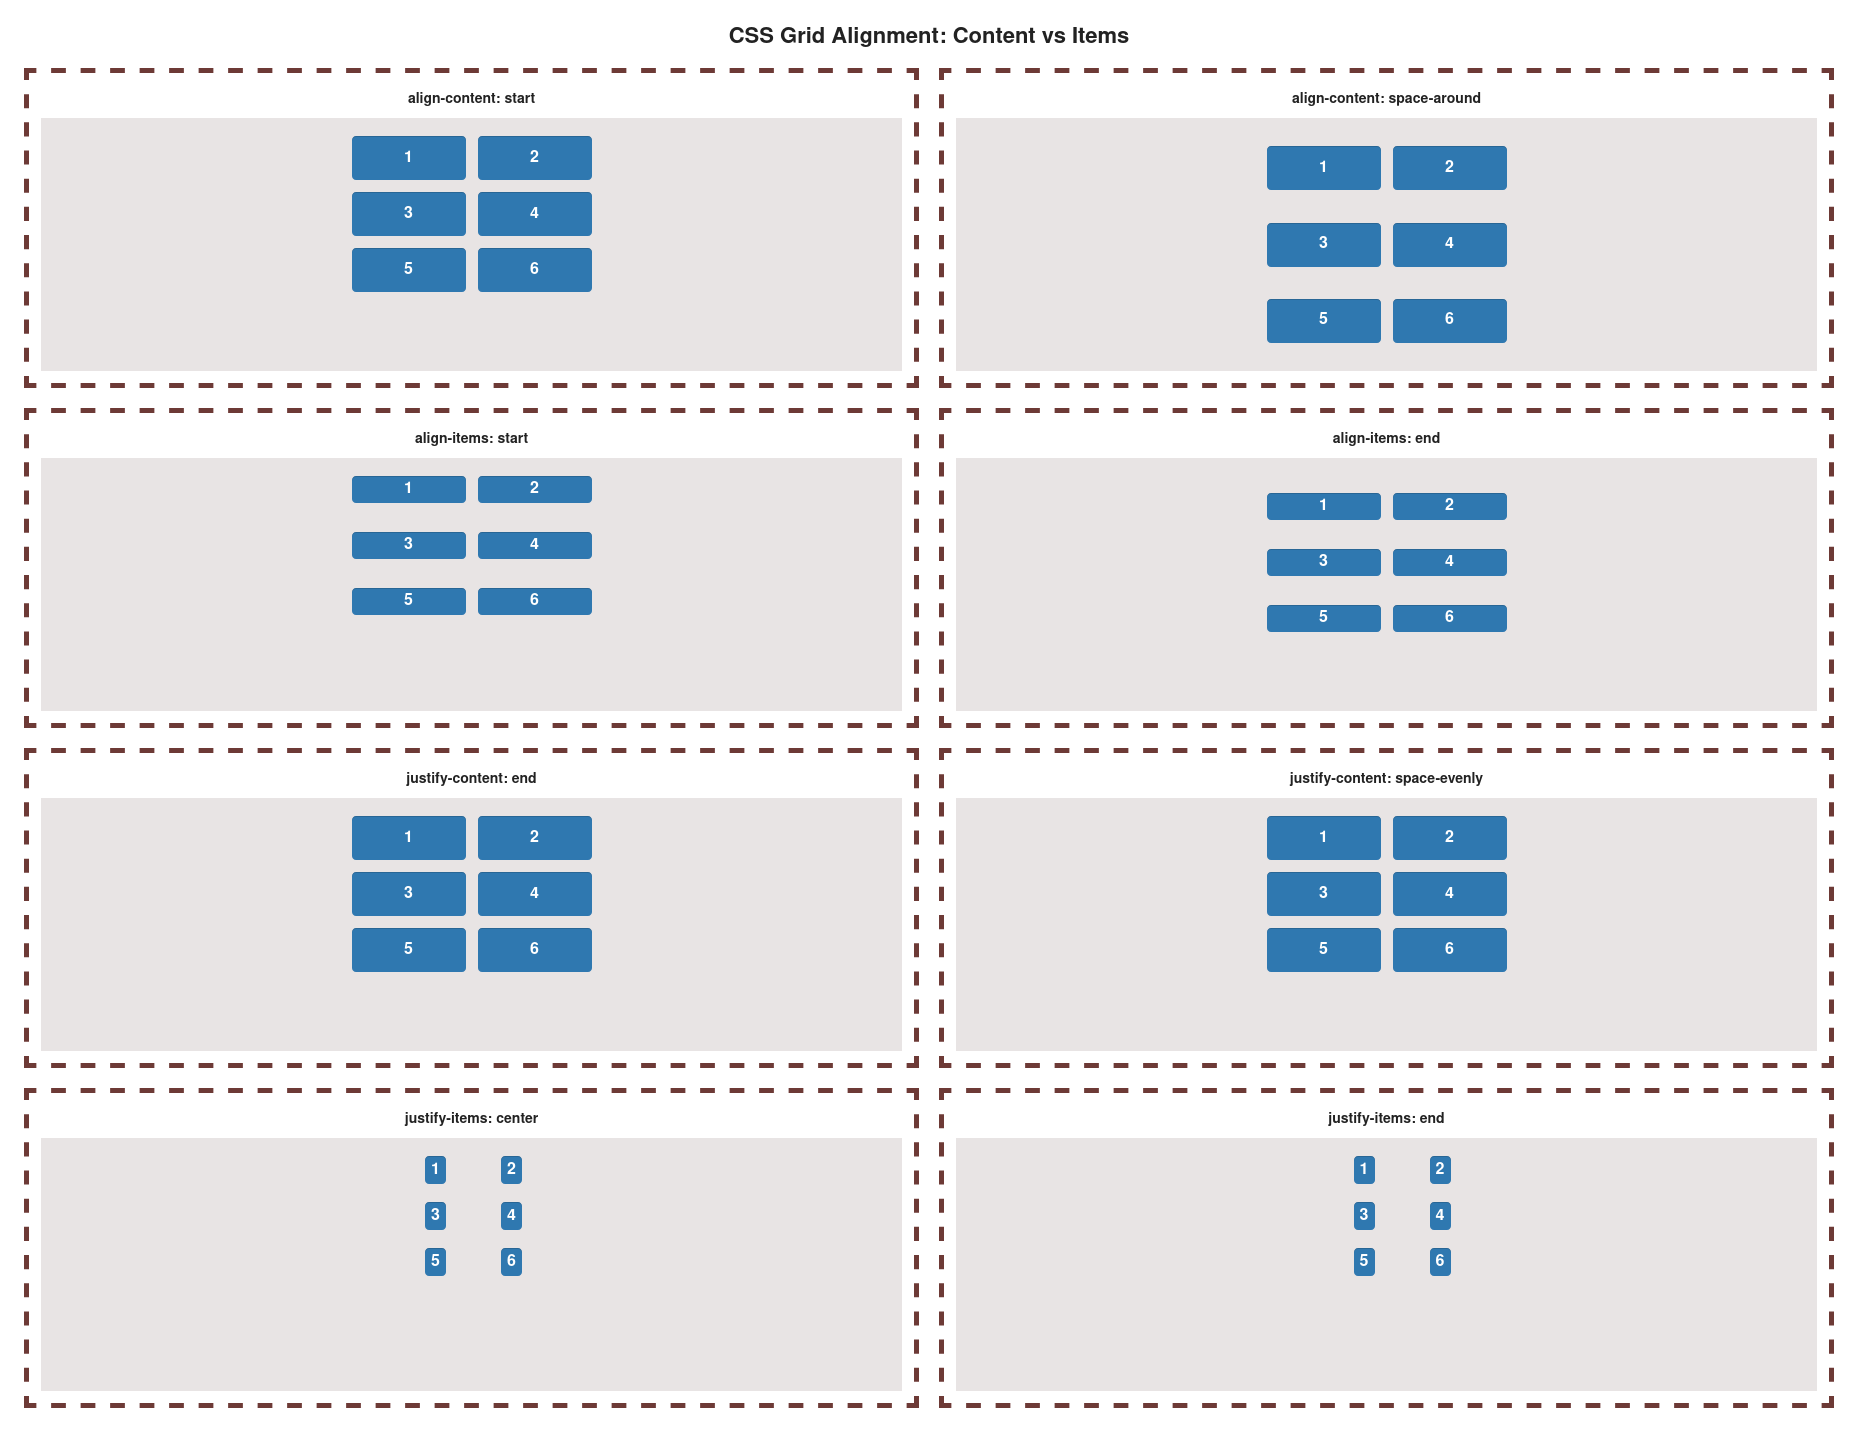 CSS Grid Alignment: Content vs Items
align-content: start
1 2
3 4
5 6
align-content: space-around
1 2
3 4
5 6
align-items: start
1 2
3 4
5 6
align-items: end
1 2
3 4
5 6
justify-content: end
1 2
3 4
5 6
justify-content: space-evenly
1 2
3 4
5 6
justify-items: center
1 2
3 4
5 6
justify-items: end
1 2
3 4
5 6